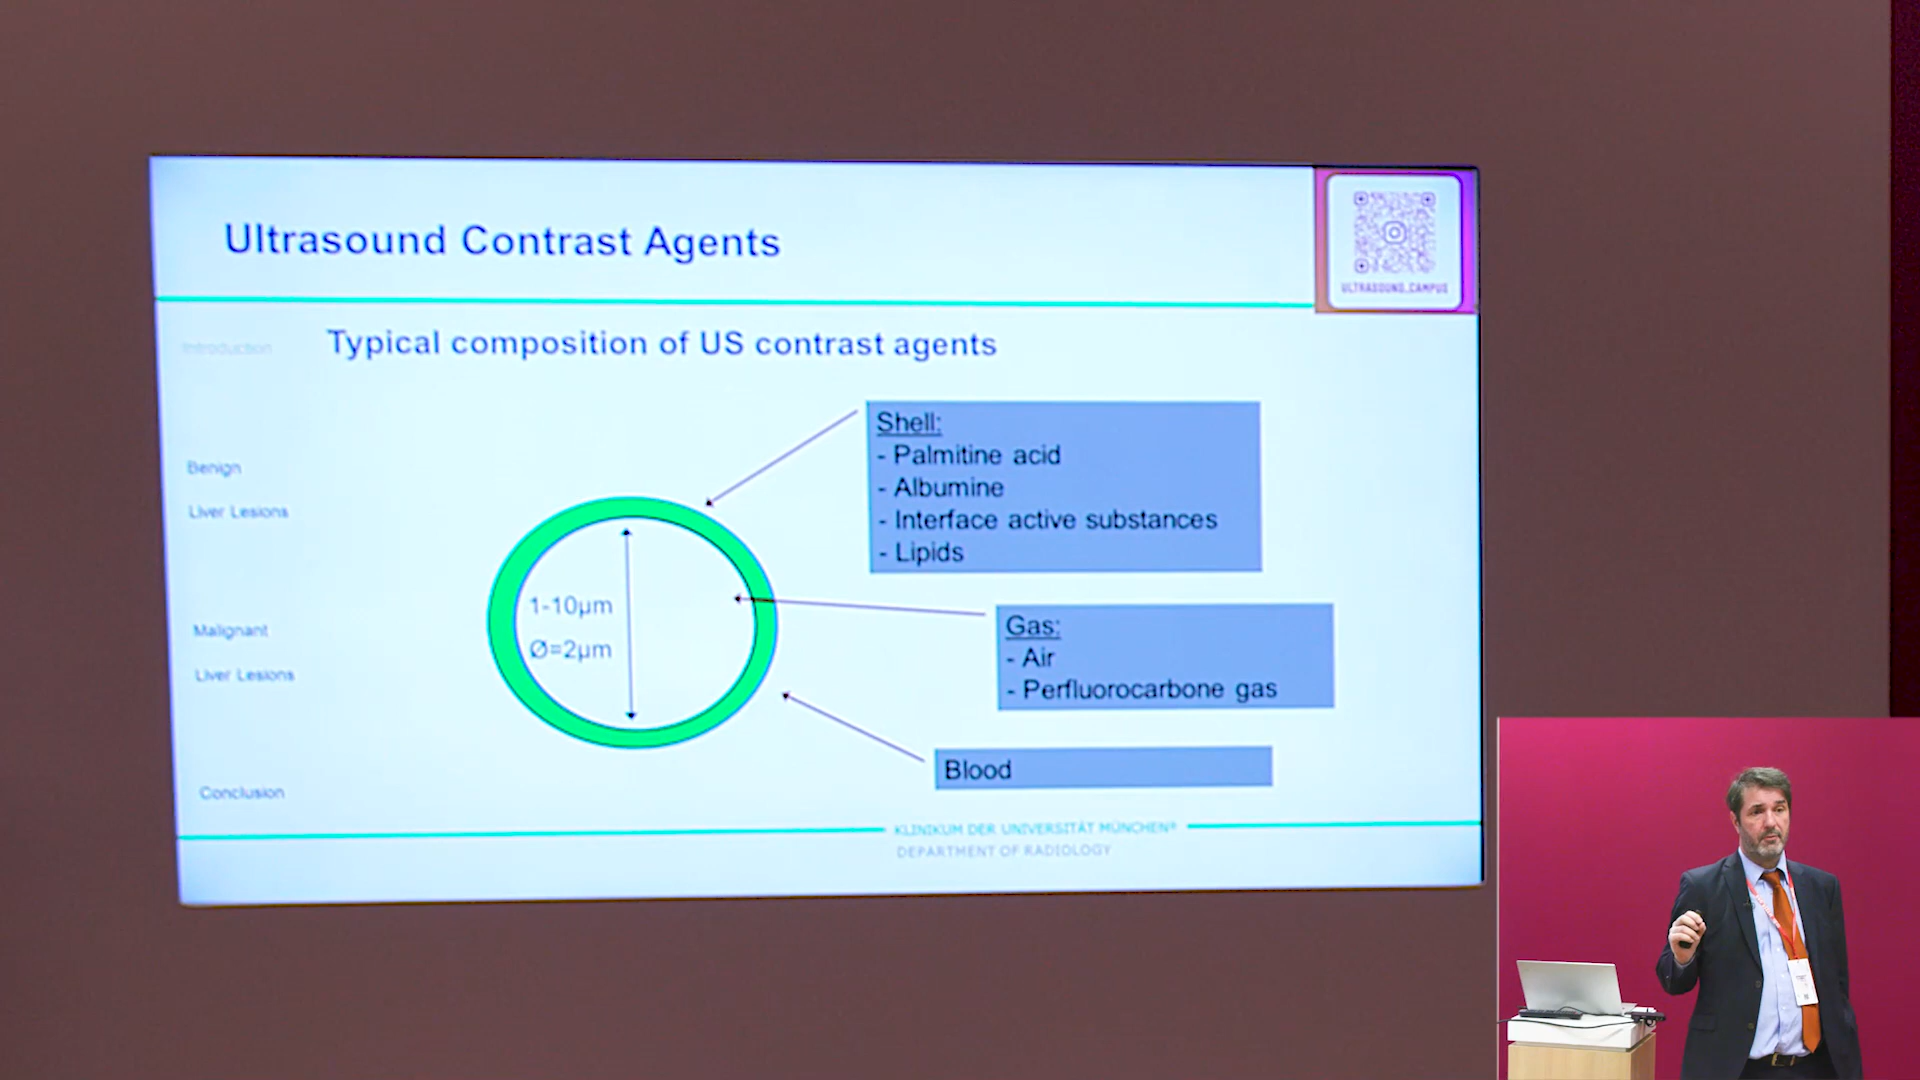 Ultrasound Contrast Agents
ULTRASOUND_CAMPUS
Introduction
Typical composition of US contrast agents
Shell:
- Palmitine acid
- Albumine
- Interface active substances
- Lipids
Benign
Liver Lesions
1-10µm
Ø=2µm
Gas:
- Air
- Perfluorocarbone gas
Malignant
Liver Lesions
Blood
Conclusion
KLINIKUM DER UNIVERSITÄT MÜNCHEN®
DEPARTMENT OF RADIOLOGY